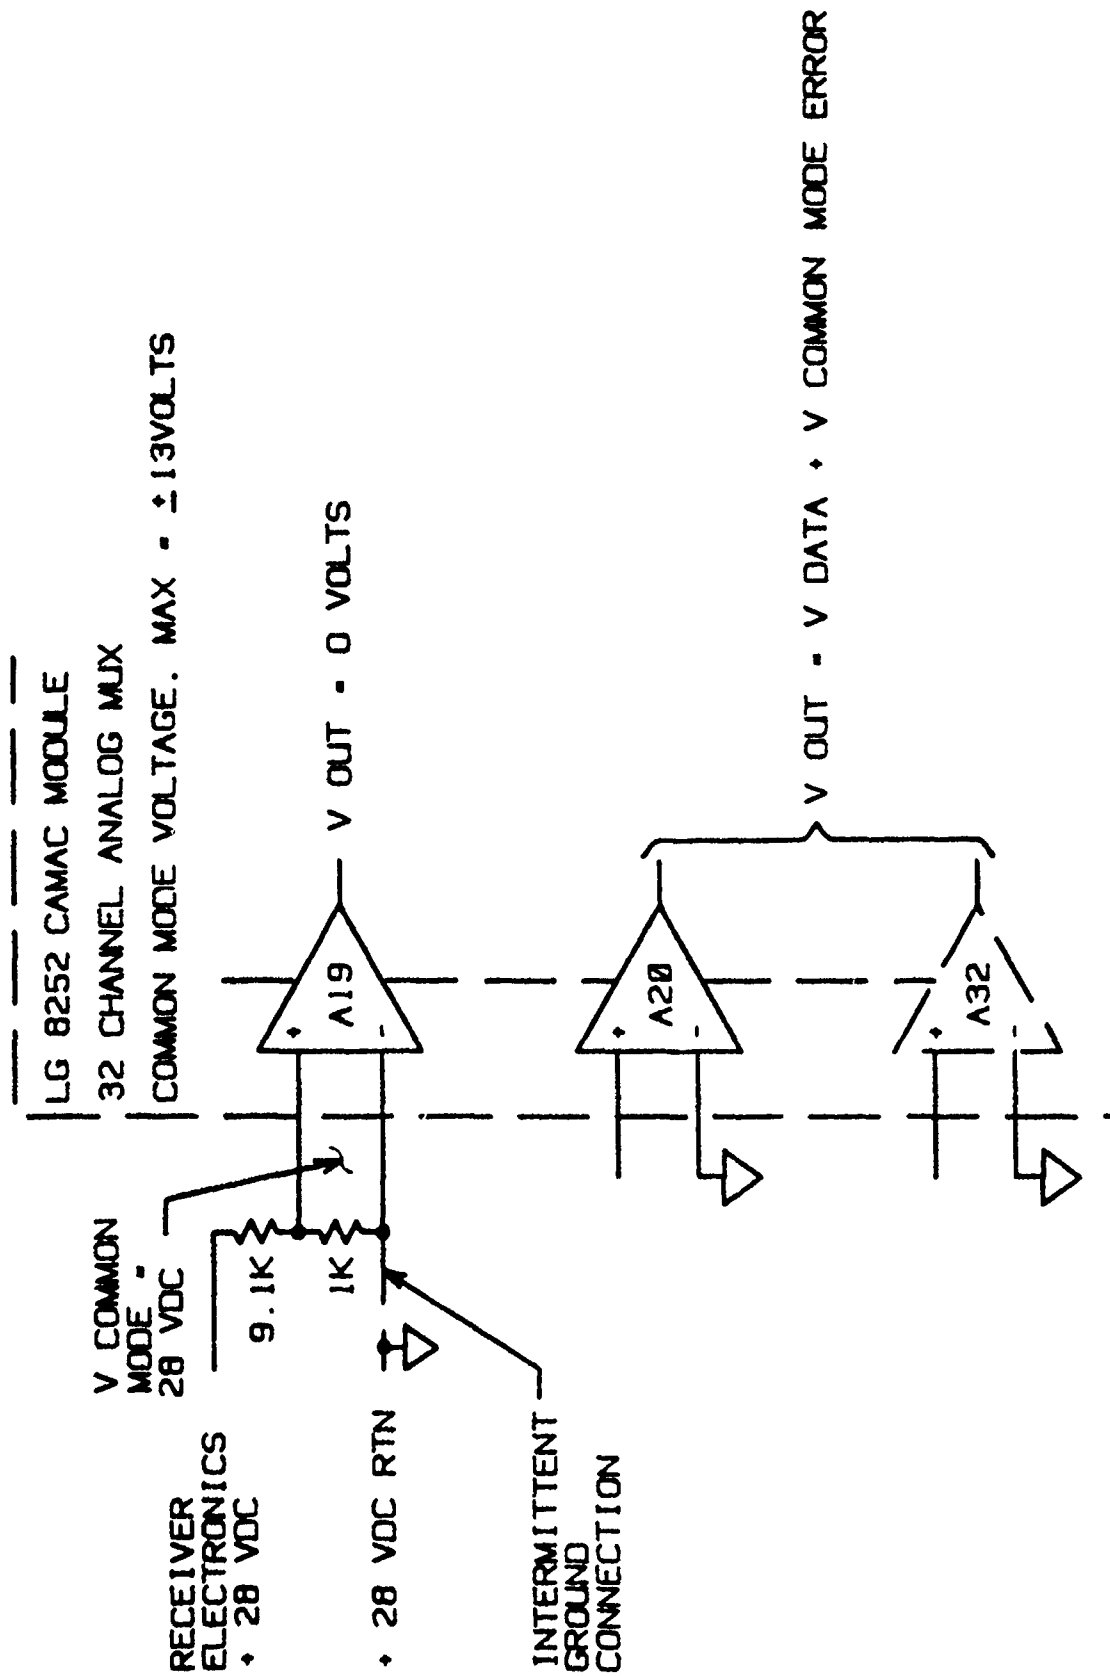 LG 8252 CAMAC MODULE
32 CHANNEL ANALOG MUX
COMMON MODE VOLTAGE. MAX = ±13VOLTS
V COMMON
MODE =
28 VDC
RECEIVER
ELECTRONICS
+ 28 VDC
9.1K
1K
+
-
A19
V OUT = 0 VOLTS
+ 28 VDC RTN
INTERMITTENT
GROUND
CONNECTION
+
-
A20
+
-
A32
V OUT = V DATA + V COMMON MODE ERROR